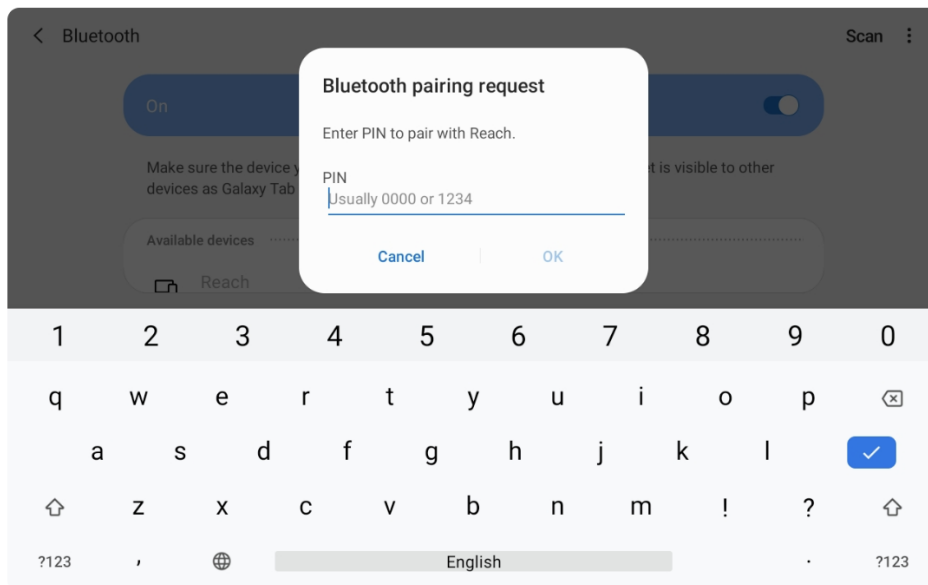 Bluetooth
Scan
On
Make sure the device y
t is visible to other
devices as Galaxy Tab
Available devices
Reach
Bluetooth pairing request
Enter PIN to pair with Reach.
PIN
Usually 0000 or 1234
Cancel
OK
1 2 3 4 5 6 7 8 9 0
q w e r t y u i o p
a s d f g h j k l
z x c v b n m ! ?
?123 , English . ?123